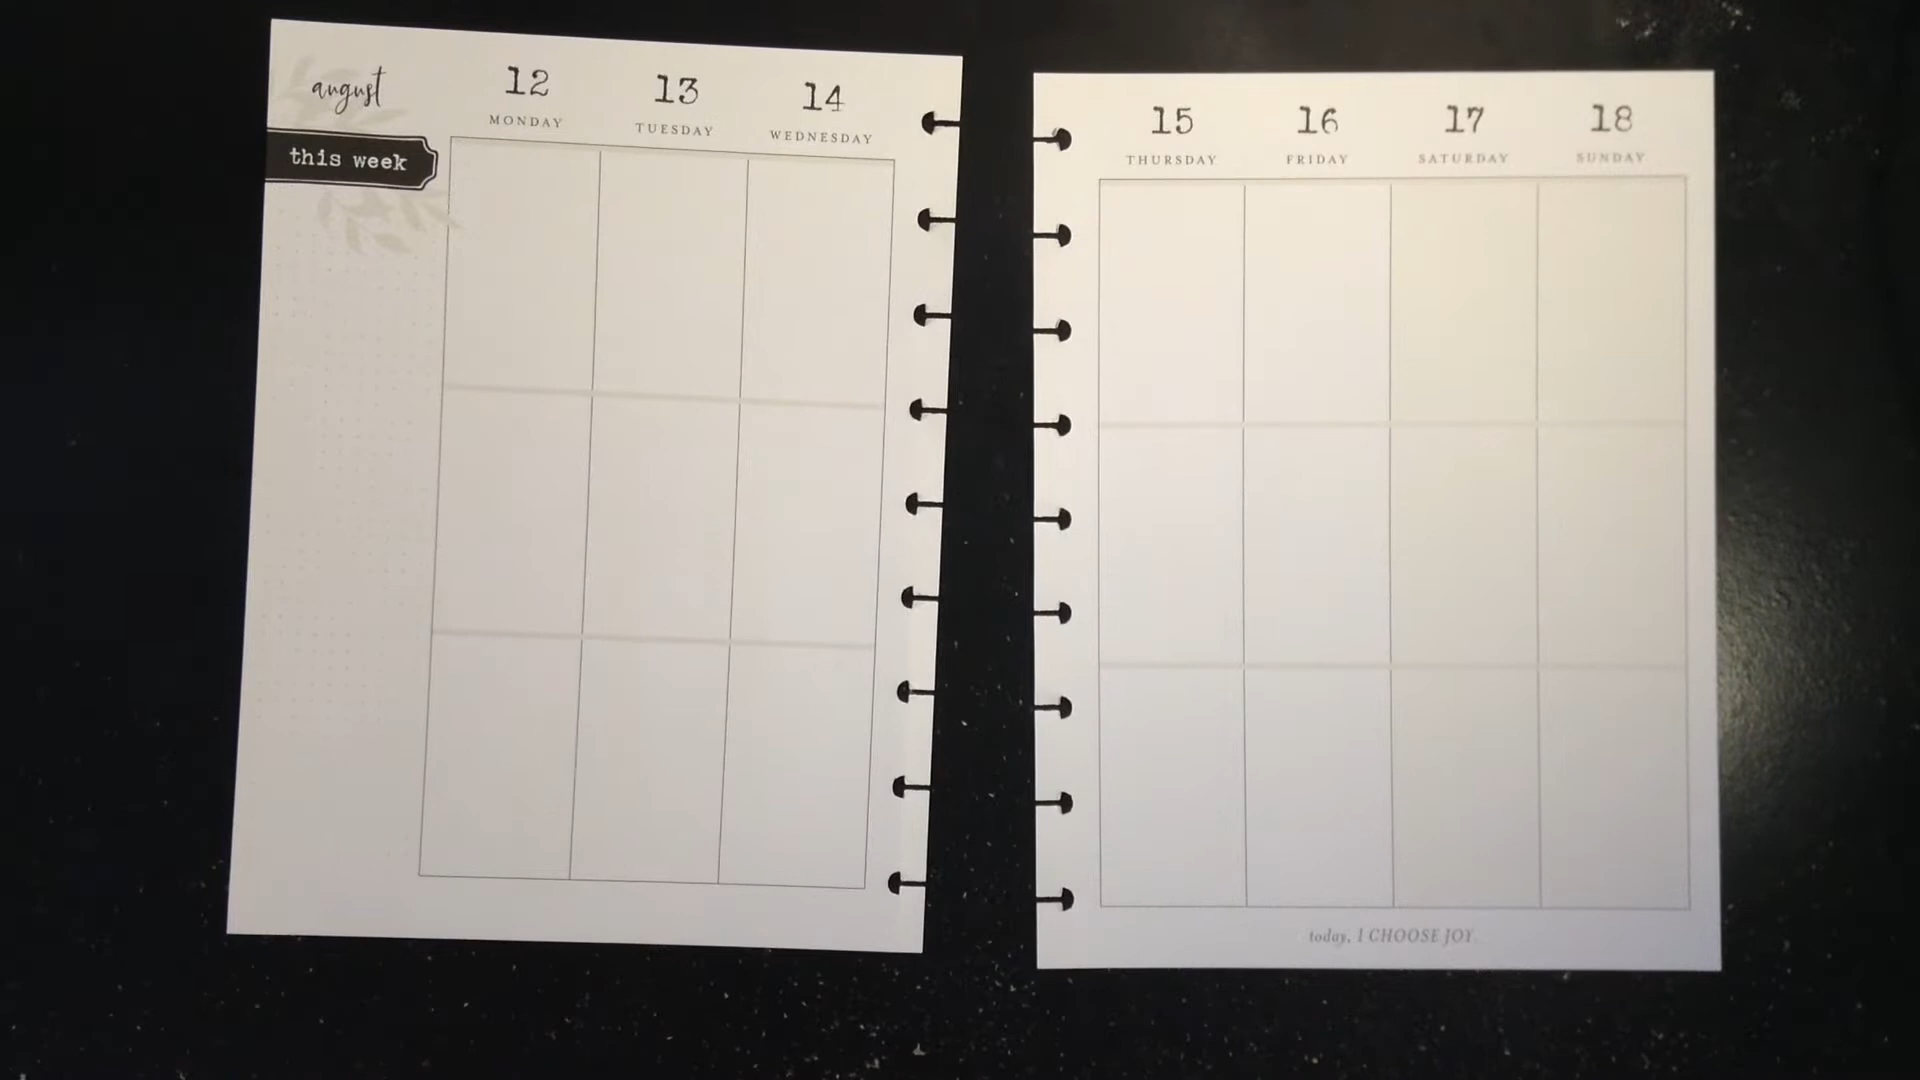 august
this week
12 13 14
MONDAY TUESDAY WEDNESDAY
15 16 17 18
THURSDAY FRIDAY SATURDAY SUNDAY
today, I CHOOSE JOY.